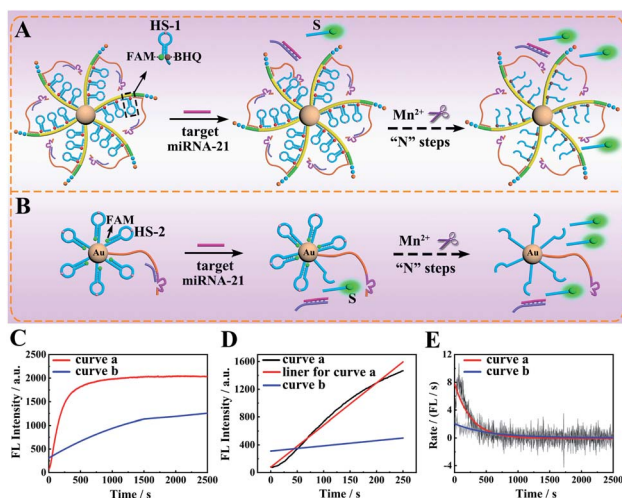 A
HS-1
FAM
BHQ
S
target
miRNA-21
Mn²⁺
"N" steps
B
FAM
HS-2
Au
target
miRNA-21
Au
S
Mn²⁺
"N" steps
Au
C
curve a
curve b
FL Intensity / a.u.
2500
2000
1500
1000
500
0
0 500 1000 1500 2000 2500
Time / s
D
curve a
liner for curve a
curve b
FL Intensity / a.u.
1600
1200
800
400
0
0 50 100 150 200 250
Time / s
E
curve a
curve b
Rate / (FL / s)
12
8
4
0
-4
0 500 1000 1500 2000 2500
Time / s